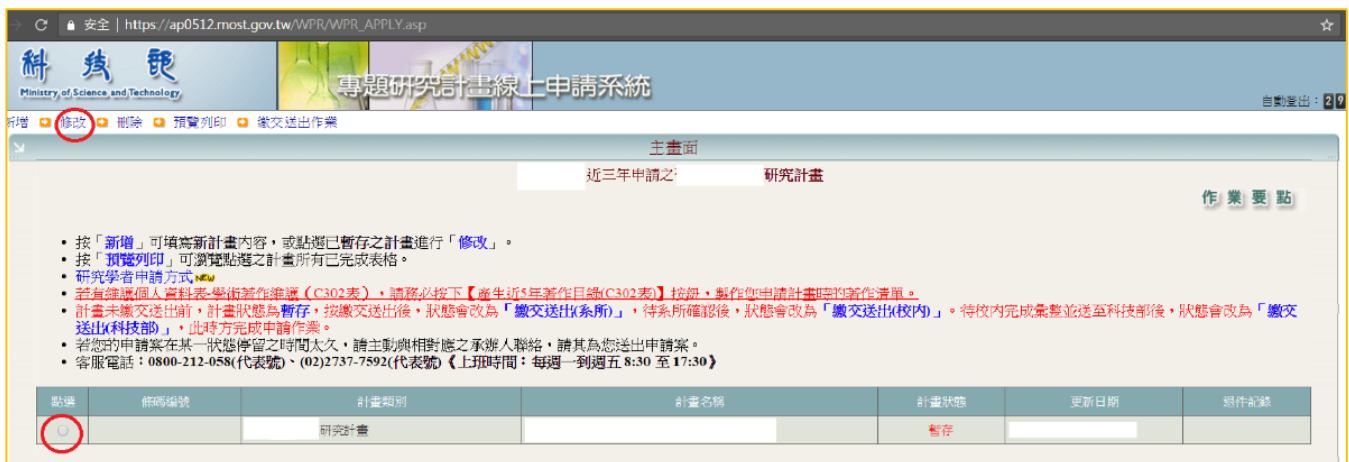 安全 | https://ap0512.most.gov.tw/WPR/WPR_APPLY.asp
科技部
Ministry of Science and Technology
專題研究計畫線上申請系統
自動登出：29
新增 修改 刪除 預覽列印 繳交送出作業
主畫面
近三年申請之 研究計畫
作業要點
• 按「新增」可填寫新計畫內容，或點選已暫存之計畫進行「修改」。
• 按「預覽列印」可瀏覽點選之計畫所有已完成表格。
• 研究學者申請方式 NEW
• 若有維護個人資料表-學術著作維護（C302表），請務必按下【產生近5年著作目錄(C302表)】按鈕，製作您申請計畫時的著作清單。
• 計畫未繳交送出前，計畫狀態為暫存，按繳交送出後，狀態會改為「繳交送出(系所)」，待系所確認後，狀態會改為「繳交送出(校內)」。待校內完成彙整並送至科技部後，狀態會改為「繳交
送出(科技部)」，此時方完成申請作業。
• 若您的申請案在某一狀態停留之時間太久，請主動與相對應之承辦人聯絡，請其為您送出申請案。
• 客服電話：0800-212-058(代表號)、(02)2737-7592(代表號)《上班時間：每週一到週五 8:30 至 17:30》
點選 條碼編號 計畫類別 計畫名稱 計畫狀態 更新日期 退件記錄
研究計畫 暫存